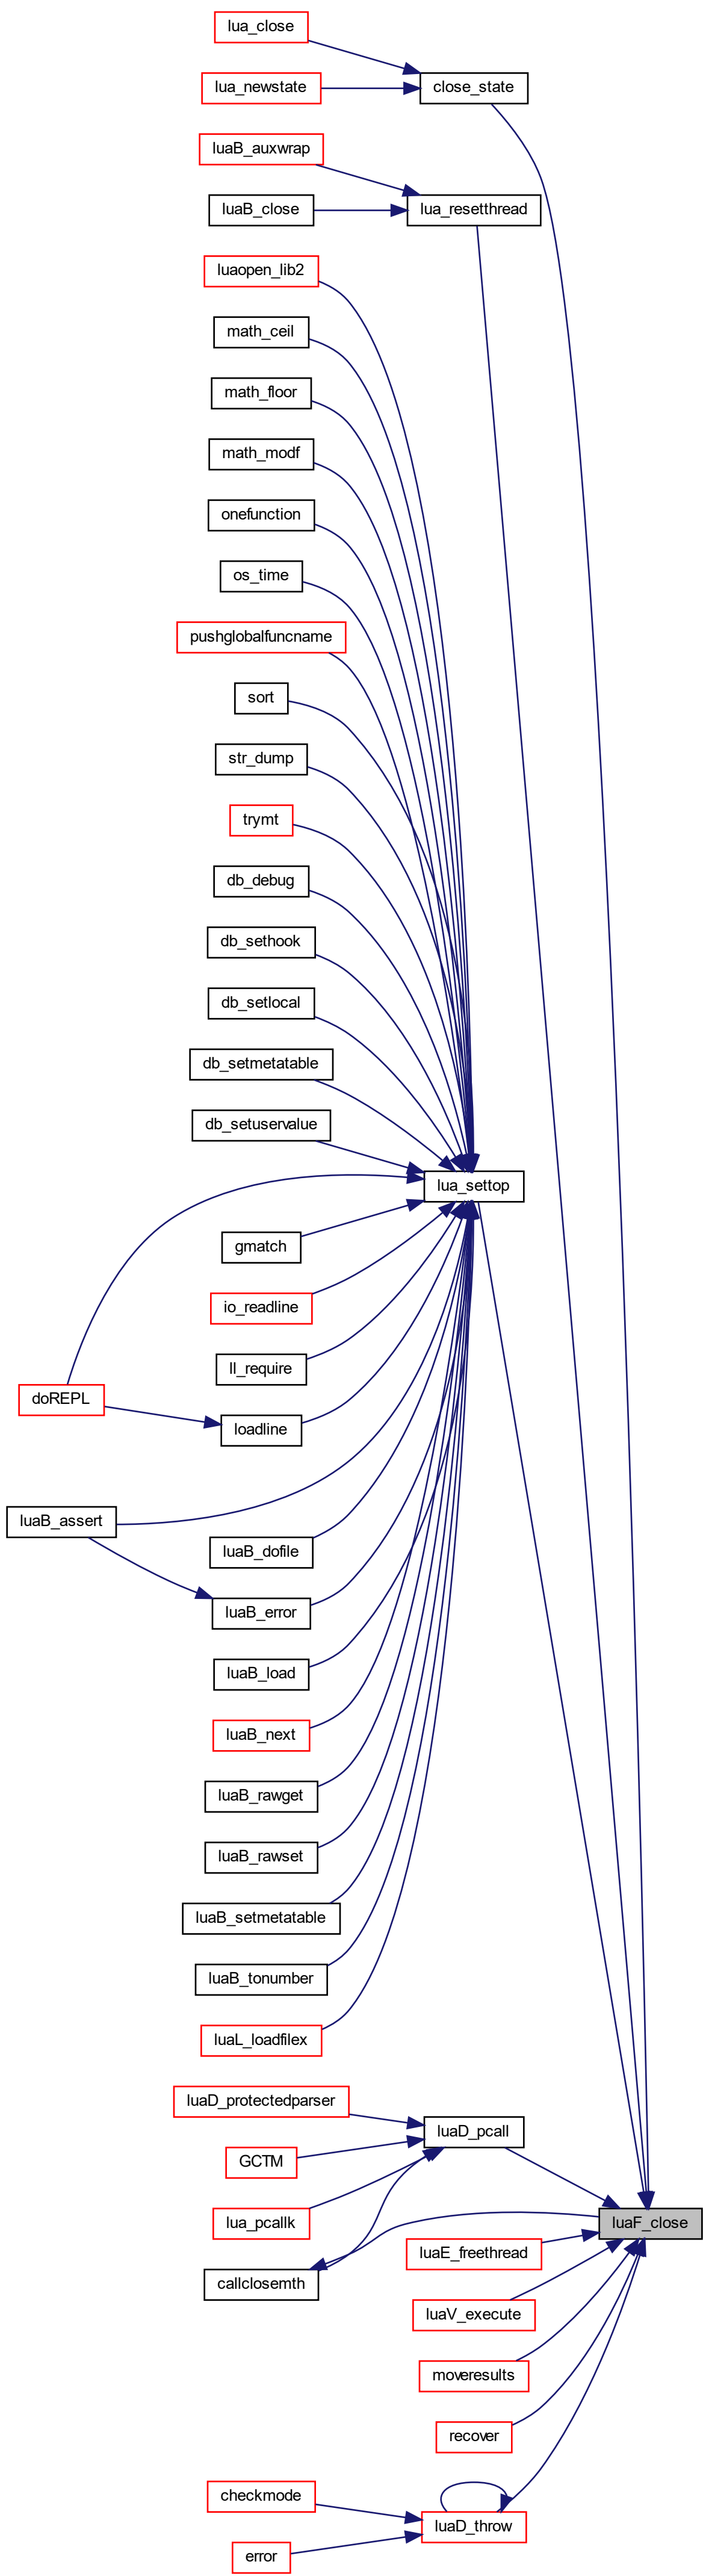 lua_close
lua_newstate
close_state
luaB_auxwrap
luaB_close
lua_resetthread
luaopen_lib2
math_ceil
math_floor
math_modf
onefunction
os_time
pushglobalfuncname
sort
str_dump
trymt
db_debug
db_sethook
db_setlocal
db_setmetatable
db_setuservalue
lua_settop
gmatch
io_readline
ll_require
doREPL
loadline
luaB_assert
luaB_dofile
luaB_error
luaB_load
luaB_next
luaB_rawget
luaB_rawset
luaB_setmetatable
luaB_tonumber
luaL_loadfilex
luaD_protectedparser
luaD_pcall
GCTM
lua_pcallk
luaF_close
luaE_freethread
callclosemth
luaV_execute
moveresults
recover
checkmode
luaD_throw
error